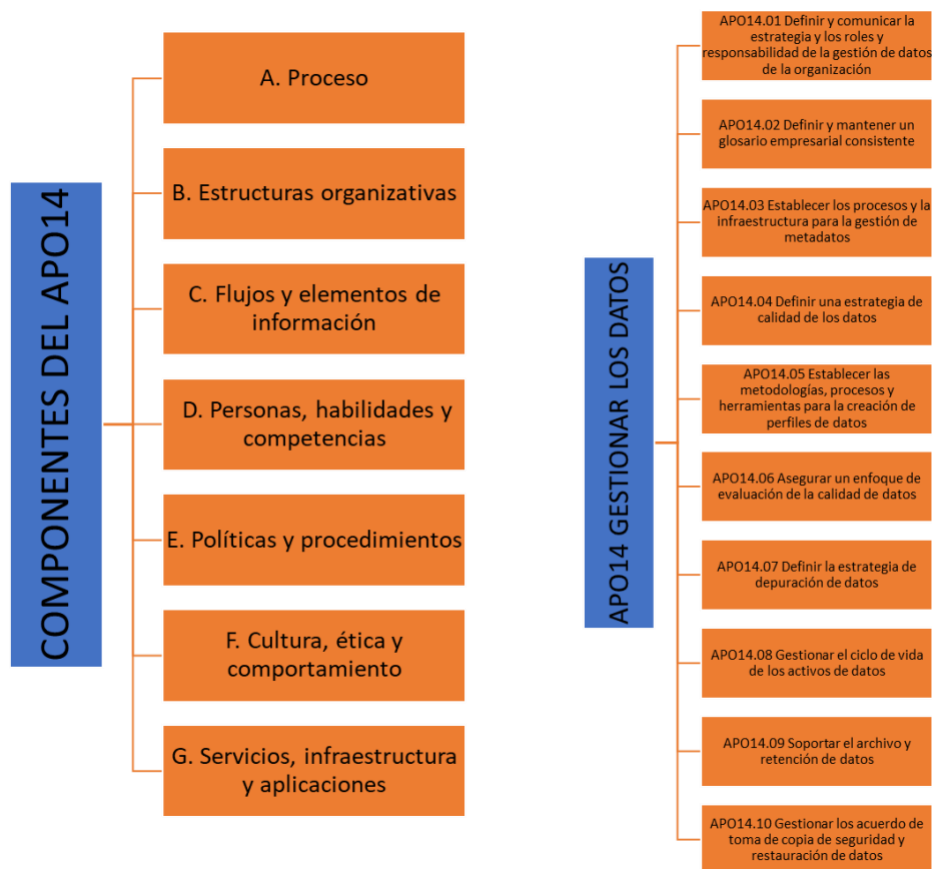 COMPONENTES DEL APO14
A. Proceso
B. Estructuras organizativas
C. Flujos y elementos de
información
D. Personas, habilidades y
competencias
E. Políticas y procedimientos
F. Cultura, ética y
comportamiento
G. Servicios, infraestructura
y aplicaciones
APO14 GESTIONAR LOS DATOS
APO14.01 Definir y comunicar la
estrategia y los roles y
responsabilidad de la gestión de datos
de la organización
APO14.02 Definir y mantener un
glosario empresarial consistente
APO14.03 Establecer los procesos y la
infraestructura para la gestión de
metadatos
APO14.04 Definir una estrategia de
calidad de los datos
APO14.05 Establecer las
metodologías, procesos y
herramientas para la creación de
perfiles de datos
APO14.06 Asegurar un enfoque de
evaluación de la calidad de datos
APO14.07 Definir la estrategia de
depuración de datos
APO14.08 Gestionar el ciclo de vida
de los activos de datos
APO14.09 Soportar el archivo y
retención de datos
APO14.10 Gestionar los acuerdo de
toma de copia de seguridad y
restauración de datos